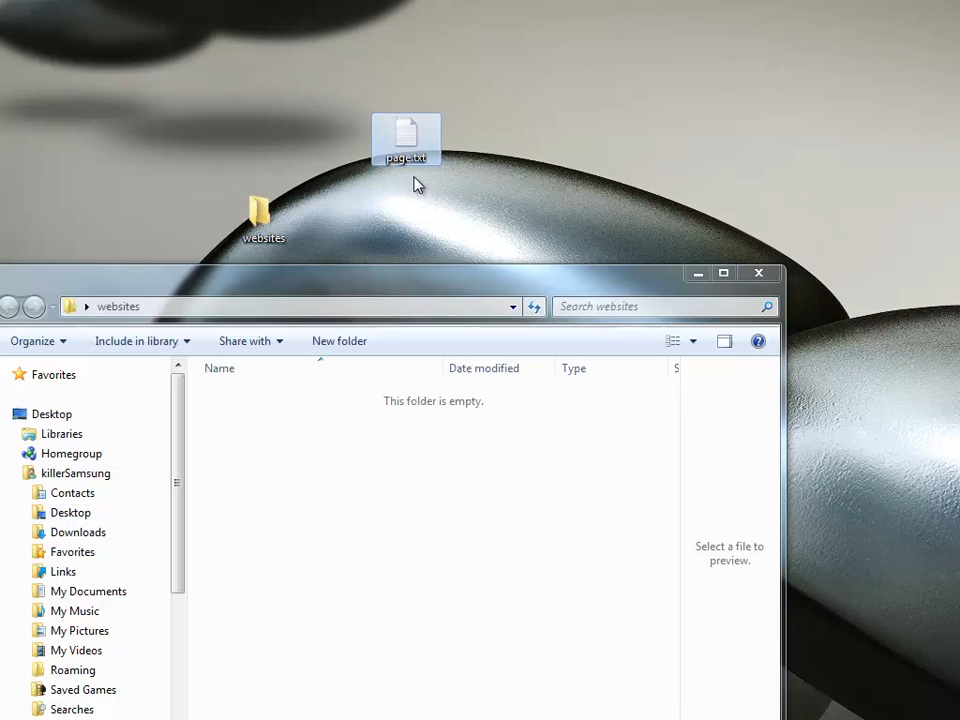 page.txt
websites
websites
Search websites
Organize
Include in library
Share with
New folder
Name
Date modified
Type
S
This folder is empty.
Select a file to
preview.
Favorites
Desktop
Libraries
Homegroup
killerSamsung
Contacts
Desktop
Downloads
Favorites
Links
My Documents
My Music
My Pictures
My Videos
Roaming
Saved Games
Searches